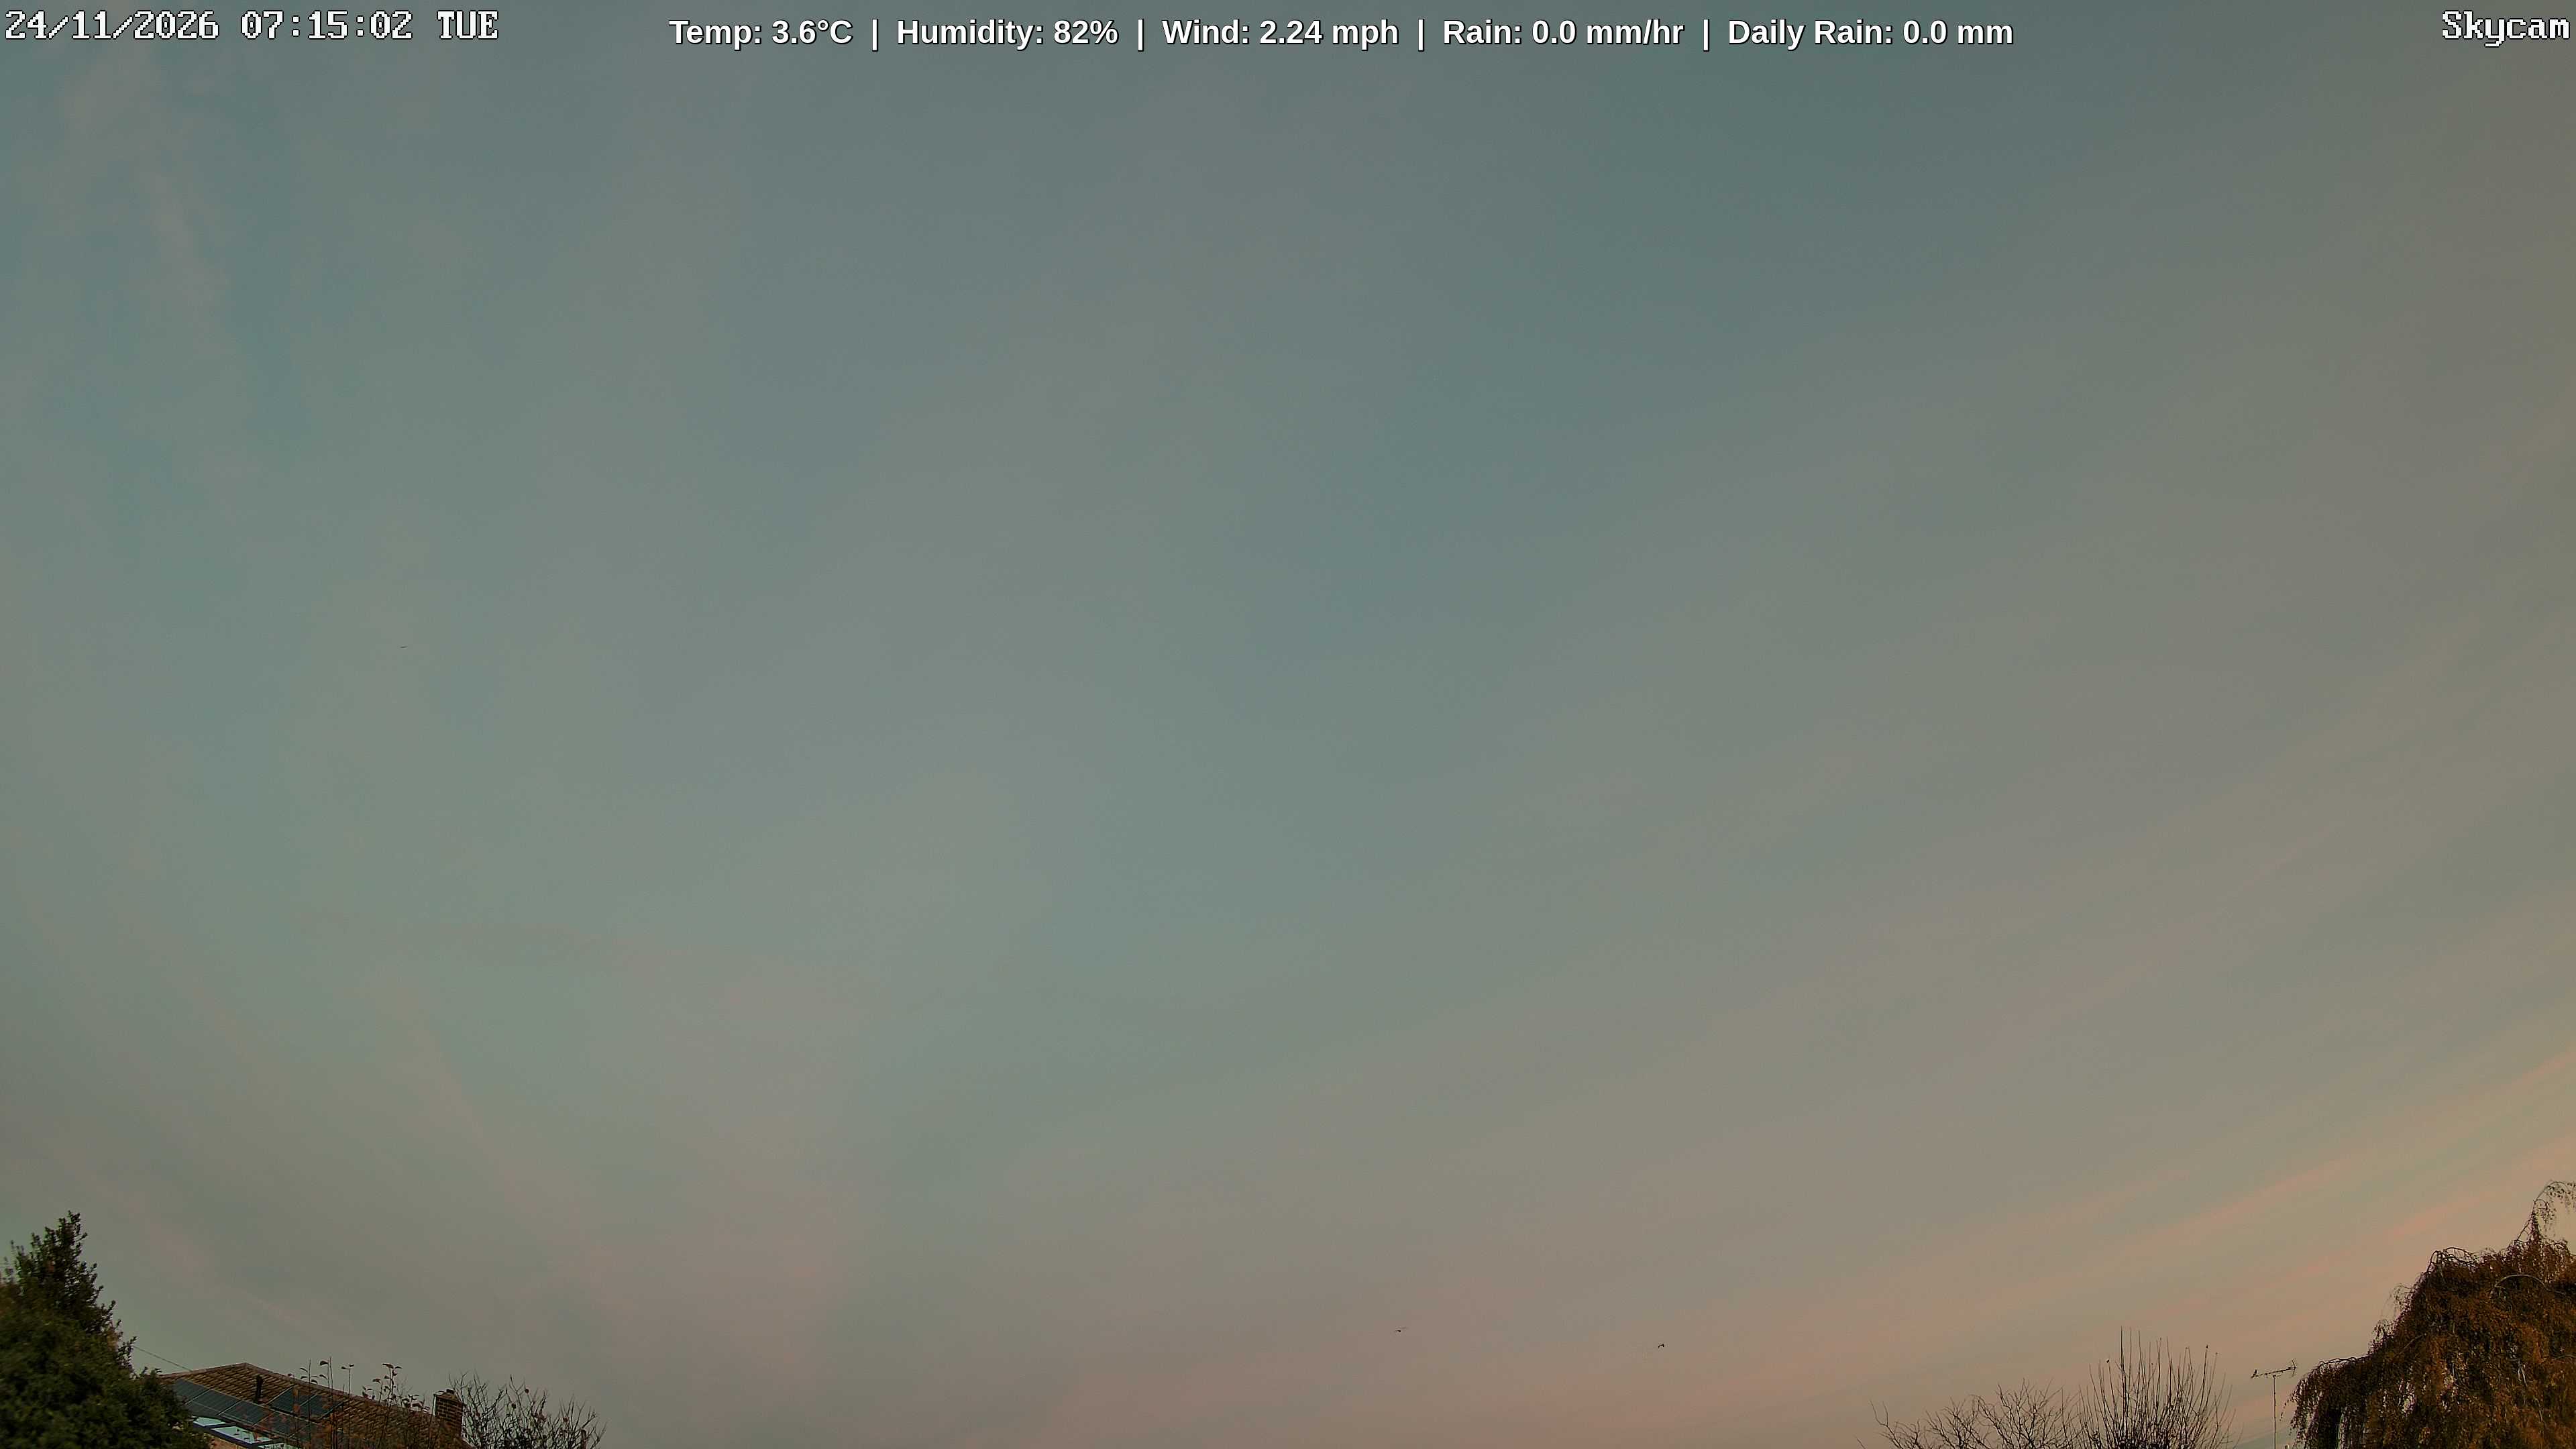 24/11/2026 07:15:02 TUE
Temp: 3.6°C | Humidity: 82% | Wind: 2.24 mph | Rain: 0.0 mm/hr | Daily Rain: 0.0 mm
Skycam